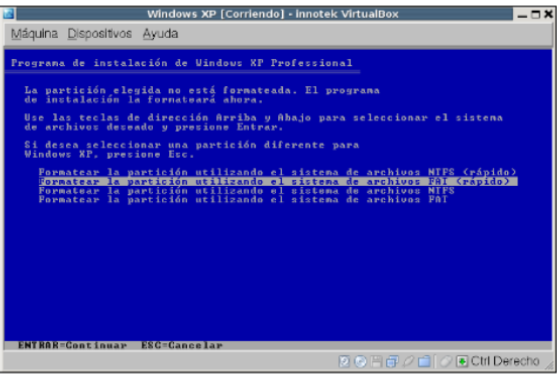 Windows XP [Corriendo] - innotek VirtualBox
Máquina Dispositivos Ayuda
Programa de instalación de Windows XP Professional
La partición elegida no está formateada. El programa
de instalación la formateará ahora.
Use las teclas de dirección Arriba y Abajo para seleccionar el sistema
de archivos deseado y presione Entrar.
Si desea seleccionar una partición diferente para
Windows XP, presione Esc.
Formatear la partición utilizando el sistema de archivos NTFS (rápido)
Formatear la partición utilizando el sistema de archivos FAT (rápido)
Formatear la partición utilizando el sistema de archivos NTFS
Formatear la partición utilizando el sistema de archivos FAT
ENTRAR=Continuar ESC=Cancelar
Ctrl Derecho